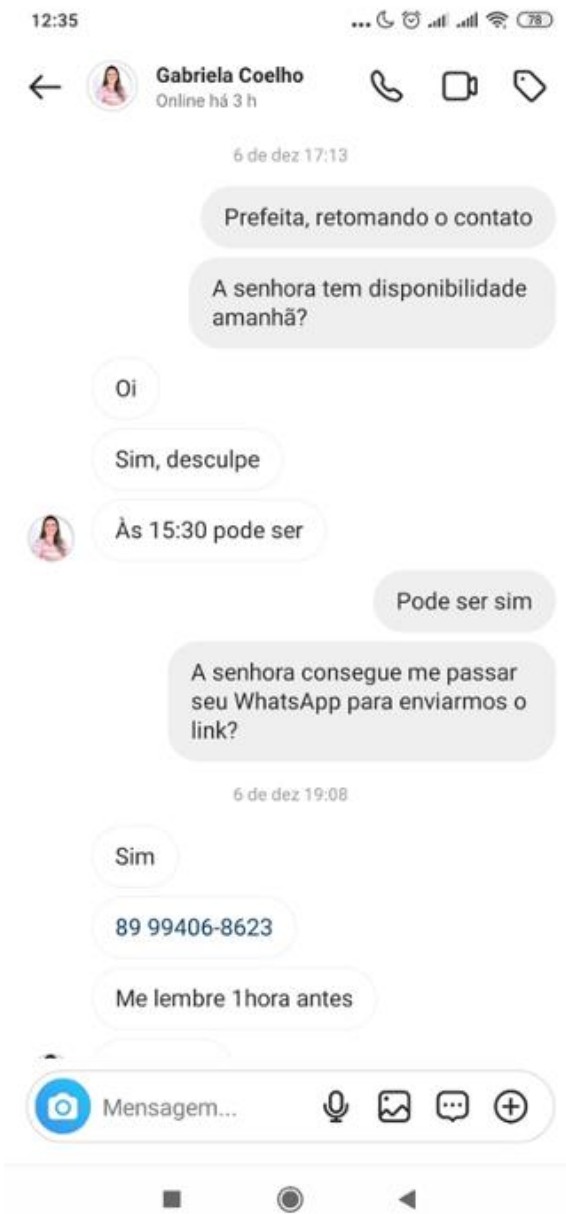 12:35
78
Gabriela Coelho
Online há 3 h
6 de dez 17:13
Prefeita, retomando o contato
A senhora tem disponibilidade
amanhã?
Oi
Sim, desculpe
Às 15:30 pode ser
Pode ser sim
A senhora consegue me passar
seu WhatsApp para enviarmos o
link?
6 de dez 19:08
Sim
89 99406-8623
Me lembre 1hora antes
Mensagem...